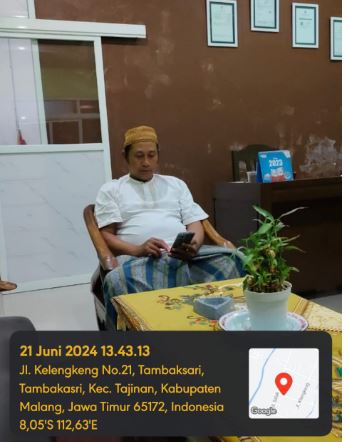 2023
21 Juni 2024 13.43.13
Jl. Kelengkeng No.21, Tambaksari,
Tambakasri, Kec. Tajinan, Kabupaten
Malang, Jawa Timur 65172, Indonesia
8,05'S 112,63'E
Google